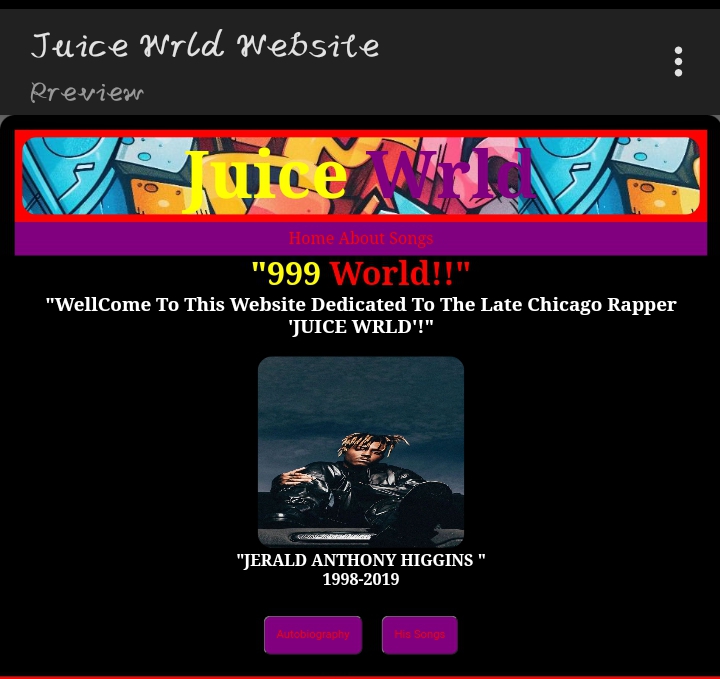 Juice Wrld Website
Preview
Juice Wrld
Home About Songs
"999 World!!"
"WellCome To This Website Dedicated To The Late Chicago Rapper
'JUICE WRLD'!"
"JERALD ANTHONY HIGGINS "
1998-2019
Autobiography His Songs